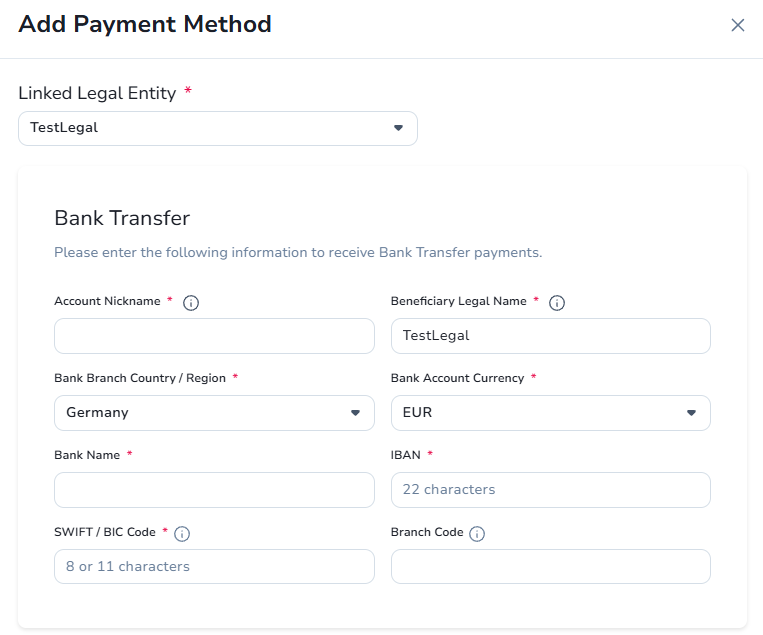 Add Payment Method
Linked Legal Entity *
TestLegal
Bank Transfer
Please enter the following information to receive Bank Transfer payments.
Account Nickname * Beneficiary Legal Name *
TestLegal
Bank Branch Country / Region * Bank Account Currency *
Germany EUR
Bank Name * IBAN *
22 characters
SWIFT / BIC Code * Branch Code
8 or 11 characters